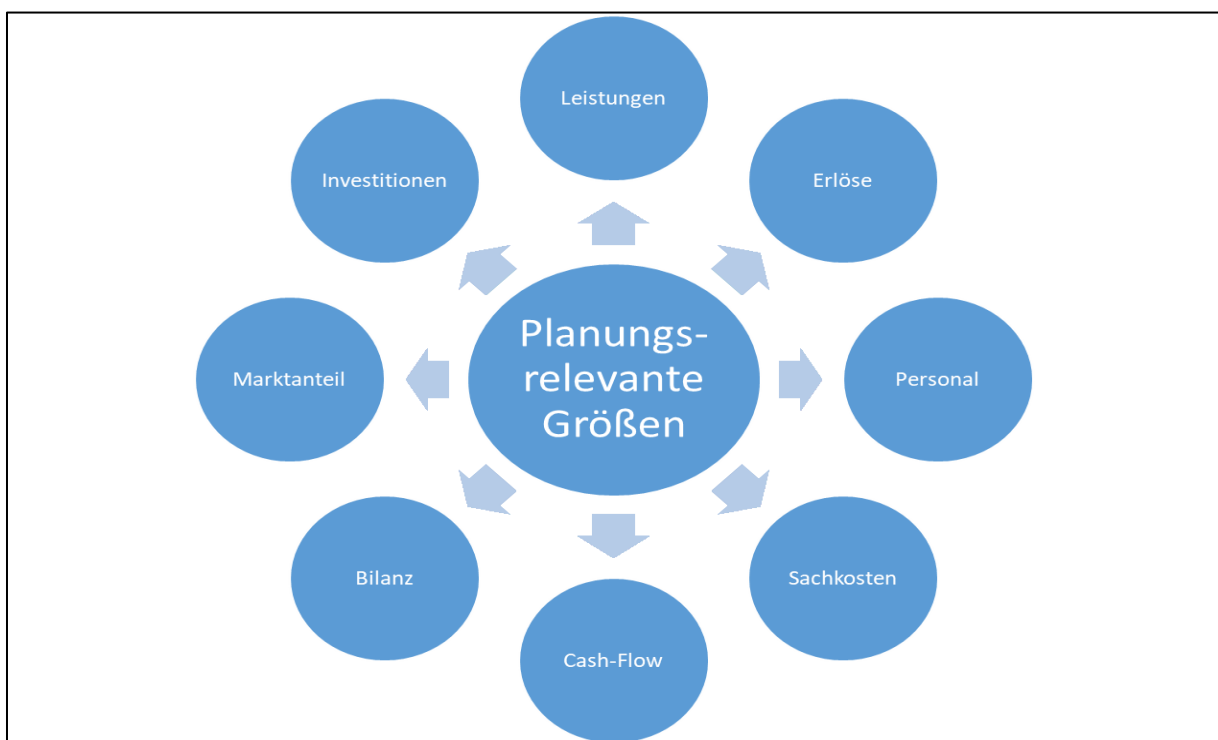 Leistungen
Erlöse
Personal
Sachkosten
Cash-Flow
Bilanz
Marktanteil
Investitionen
Planungs-
relevante
Größen